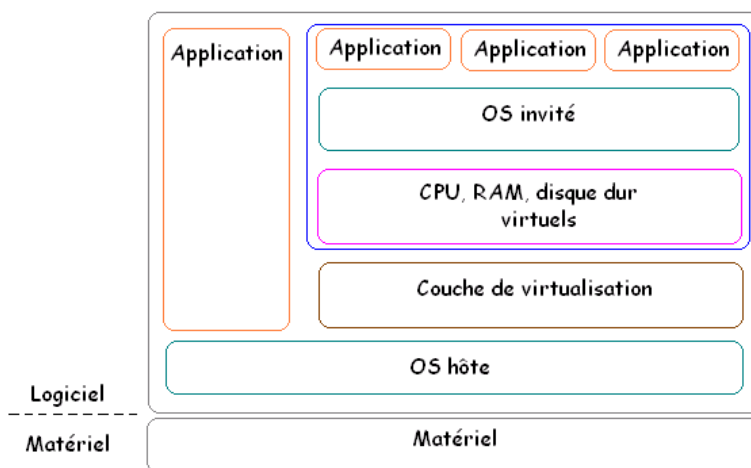 Application
Application
Application
Application
OS invité
CPU, RAM, disque dur
virtuels
Couche de virtualisation
OS hôte
Logiciel
Matériel
Matériel